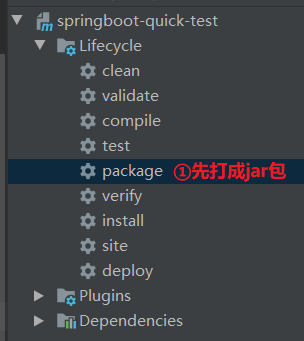 springboot-quick-test
Lifecycle
clean
validate
compile
test
package ①先打成jar包
verify
install
site
deploy
Plugins
Dependencies